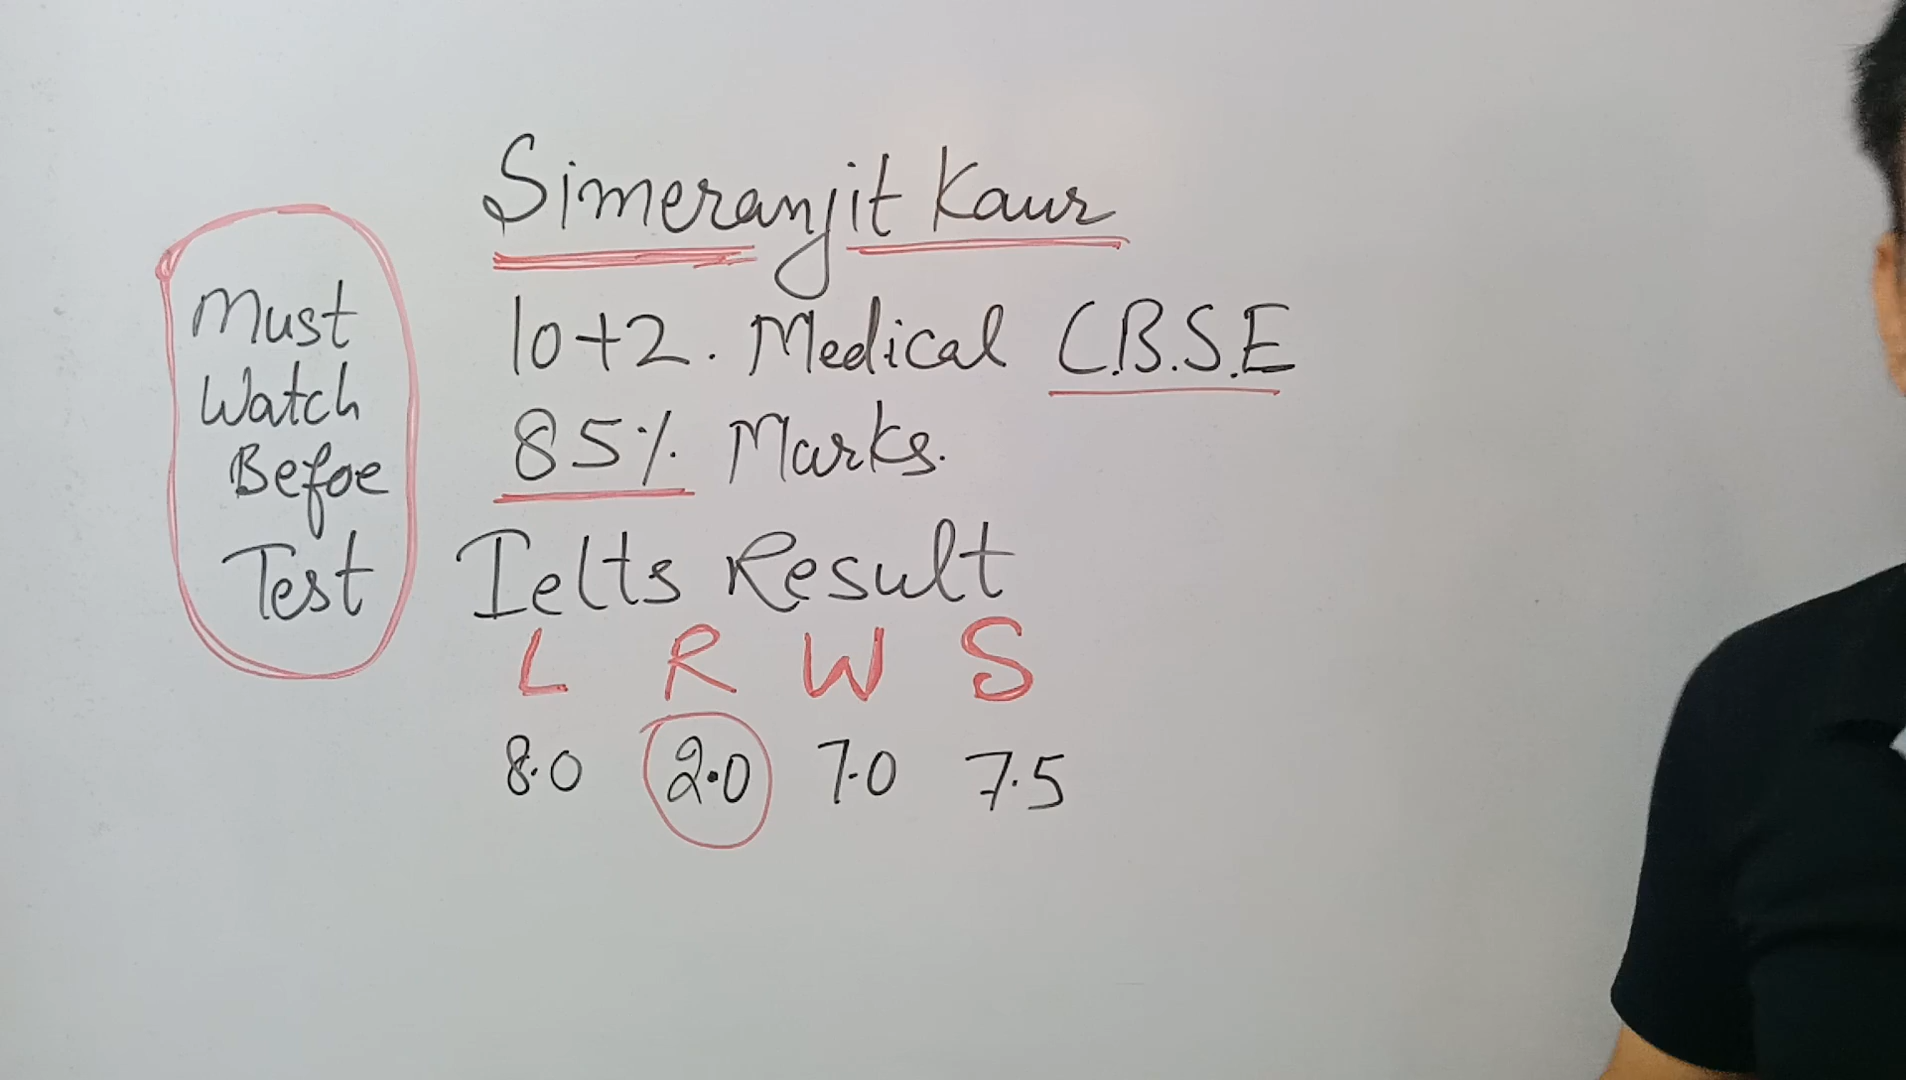 Must
Watch
Befoe
Test
Simeranjit Kaur
10+2. Medical C.B.S.E
85% Marks.
Ielts Result
L R W S
8.0 2.0 7.0 7.5